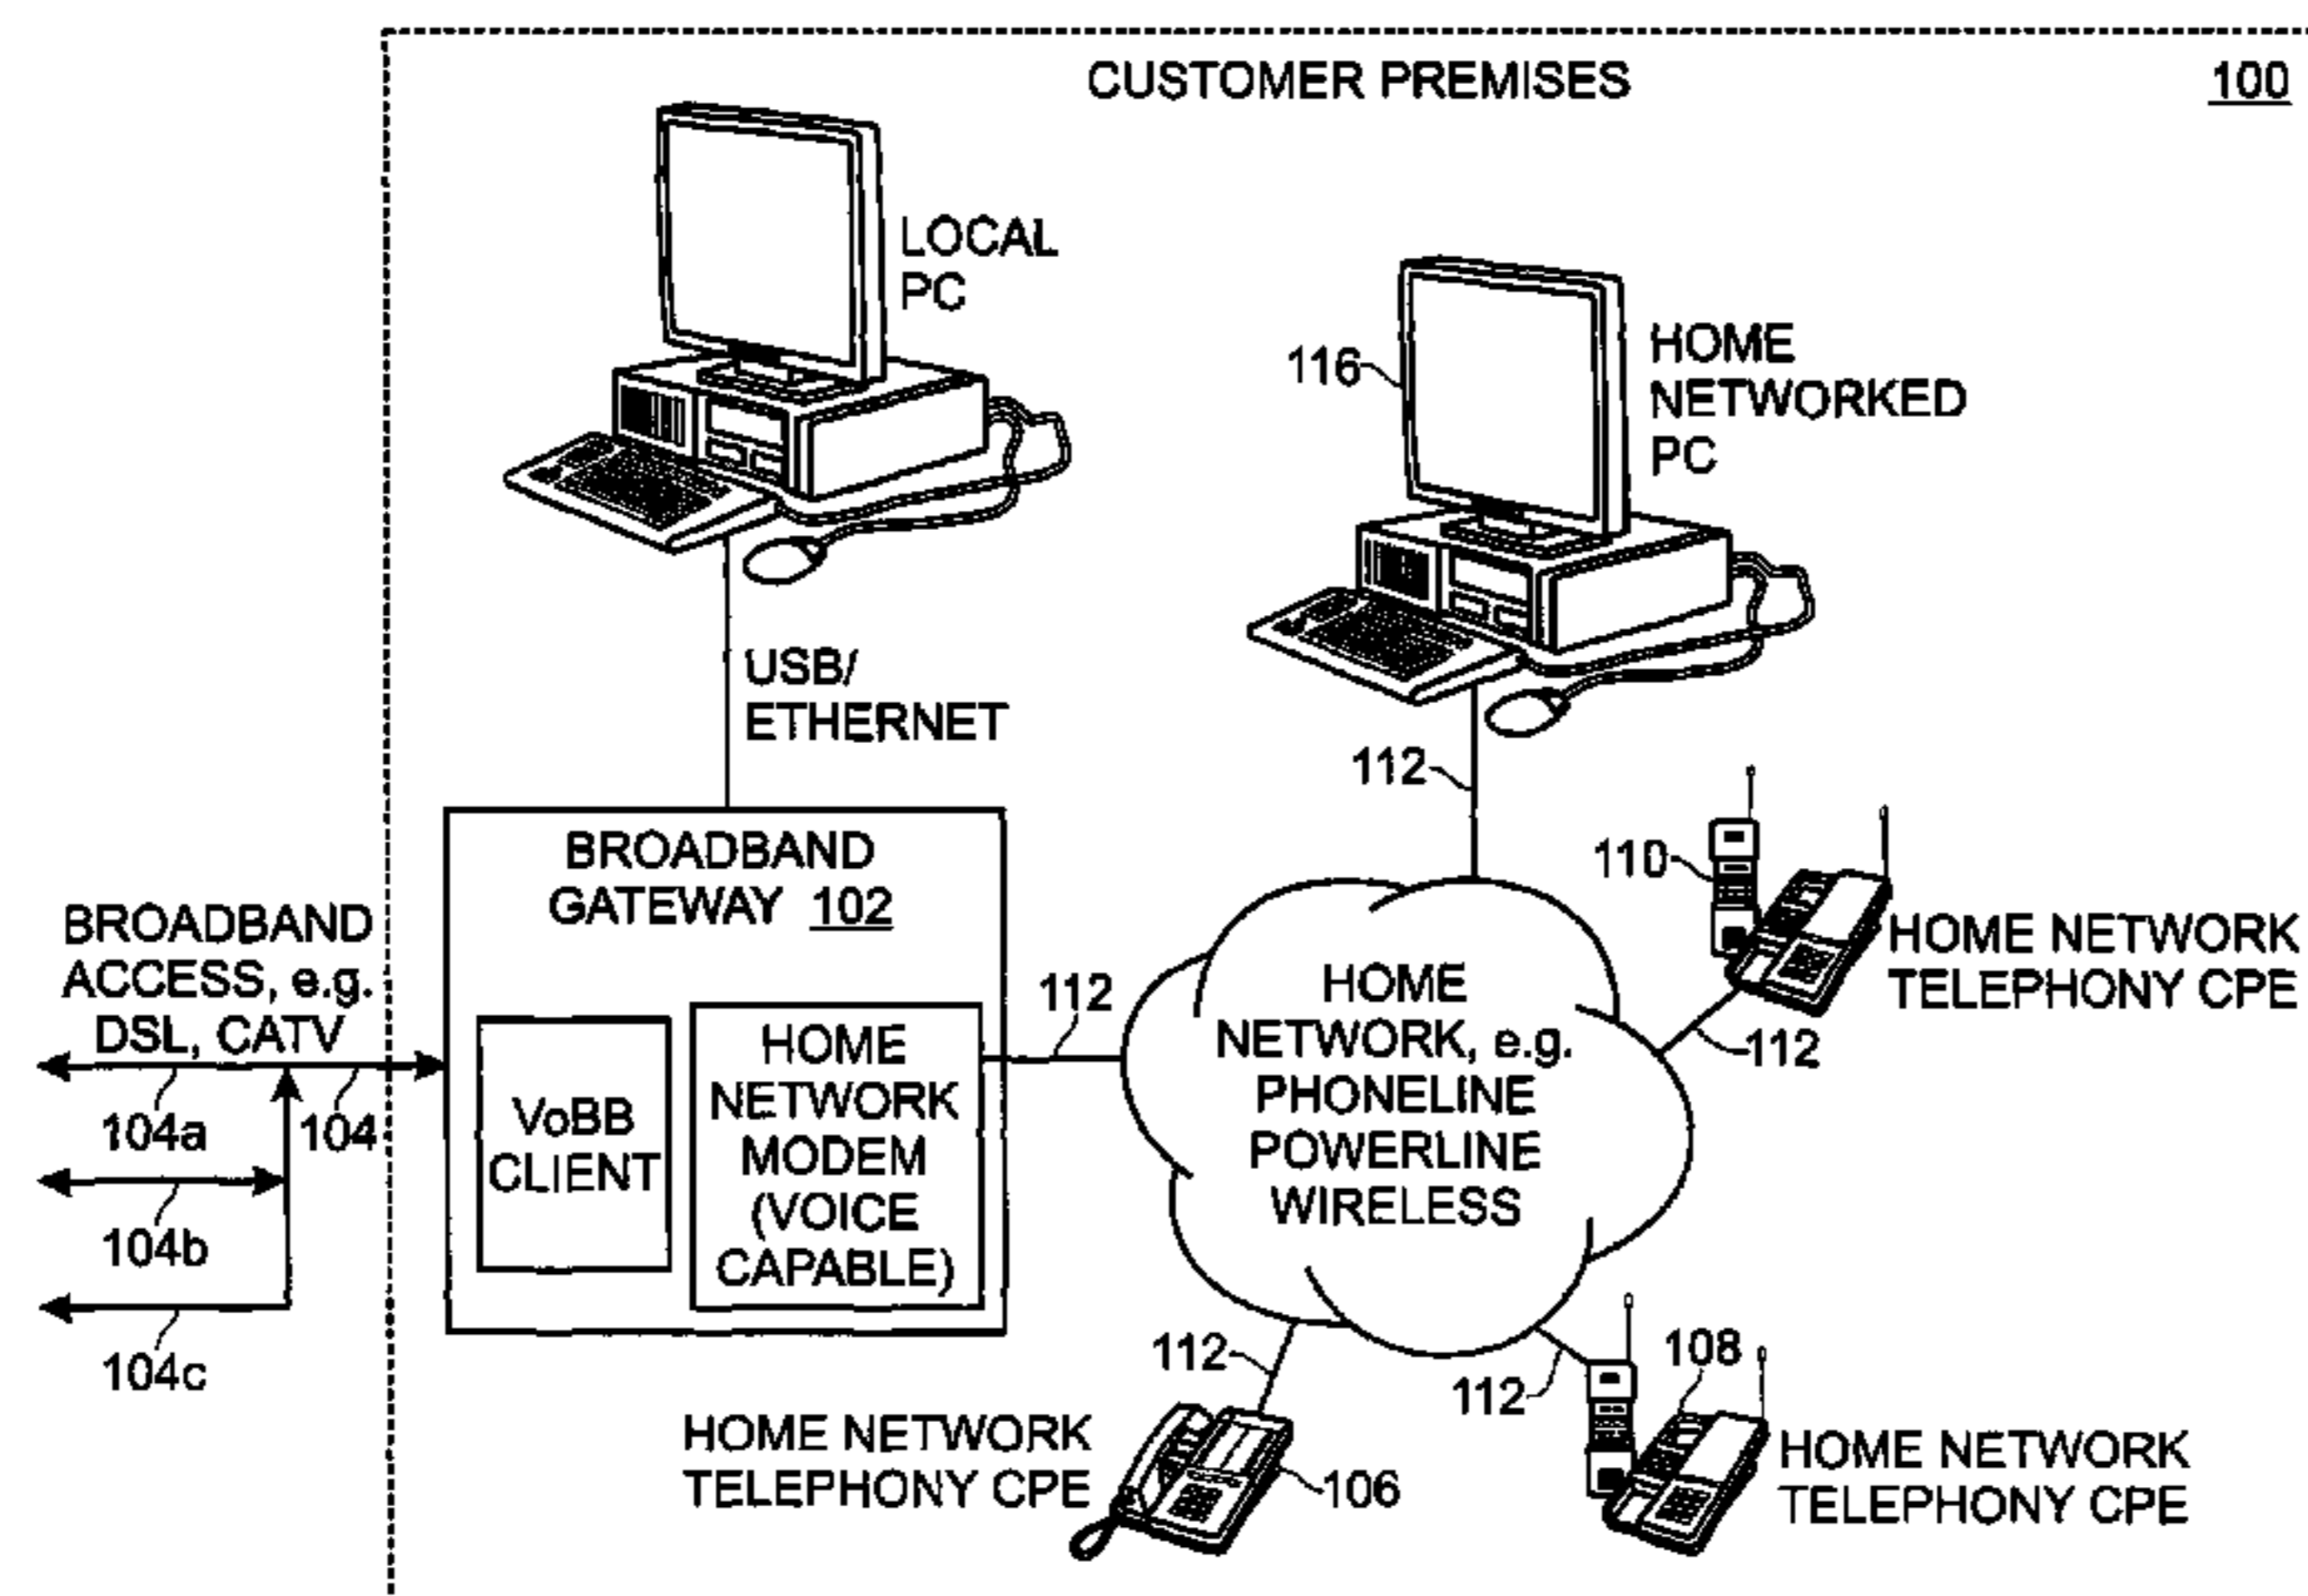 CUSTOMER PREMISES
100
LOCAL
PC
116
HOME
NETWORKED
PC
USB/
ETHERNET
112
BROADBAND
GATEWAY 102
110
HOME NETWORK
TELEPHONY CPE
112
BROADBAND
ACCESS, e.g.
DSL, CATV
104a
104
104b
104c
VoBB
CLIENT
HOME
NETWORK
MODEM
(VOICE
CAPABLE)
112
HOME
NETWORK, e.g.
PHONELINE
POWERLINE
WIRELESS
112
HOME NETWORK
TELEPHONY CPE
106
112
108
HOME NETWORK
TELEPHONY CPE